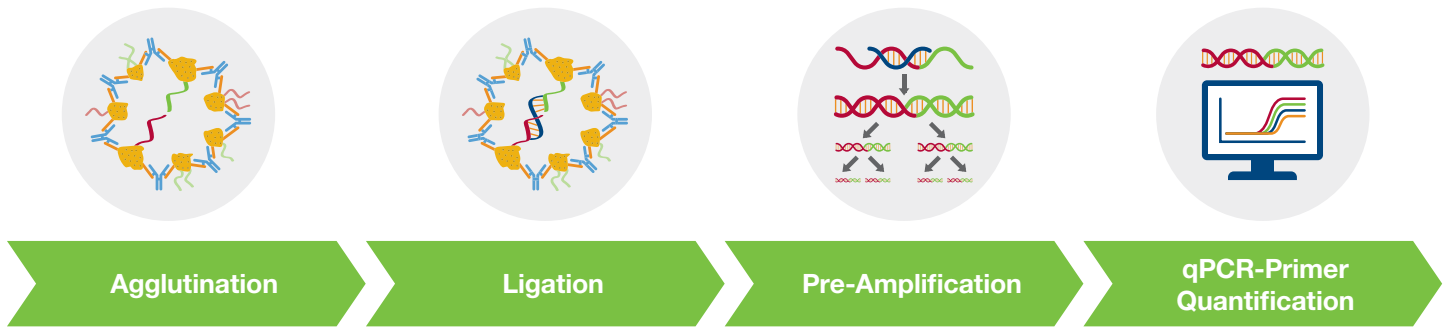 Agglutination
Ligation
Pre-Amplification
qPCR-Primer
Quantification